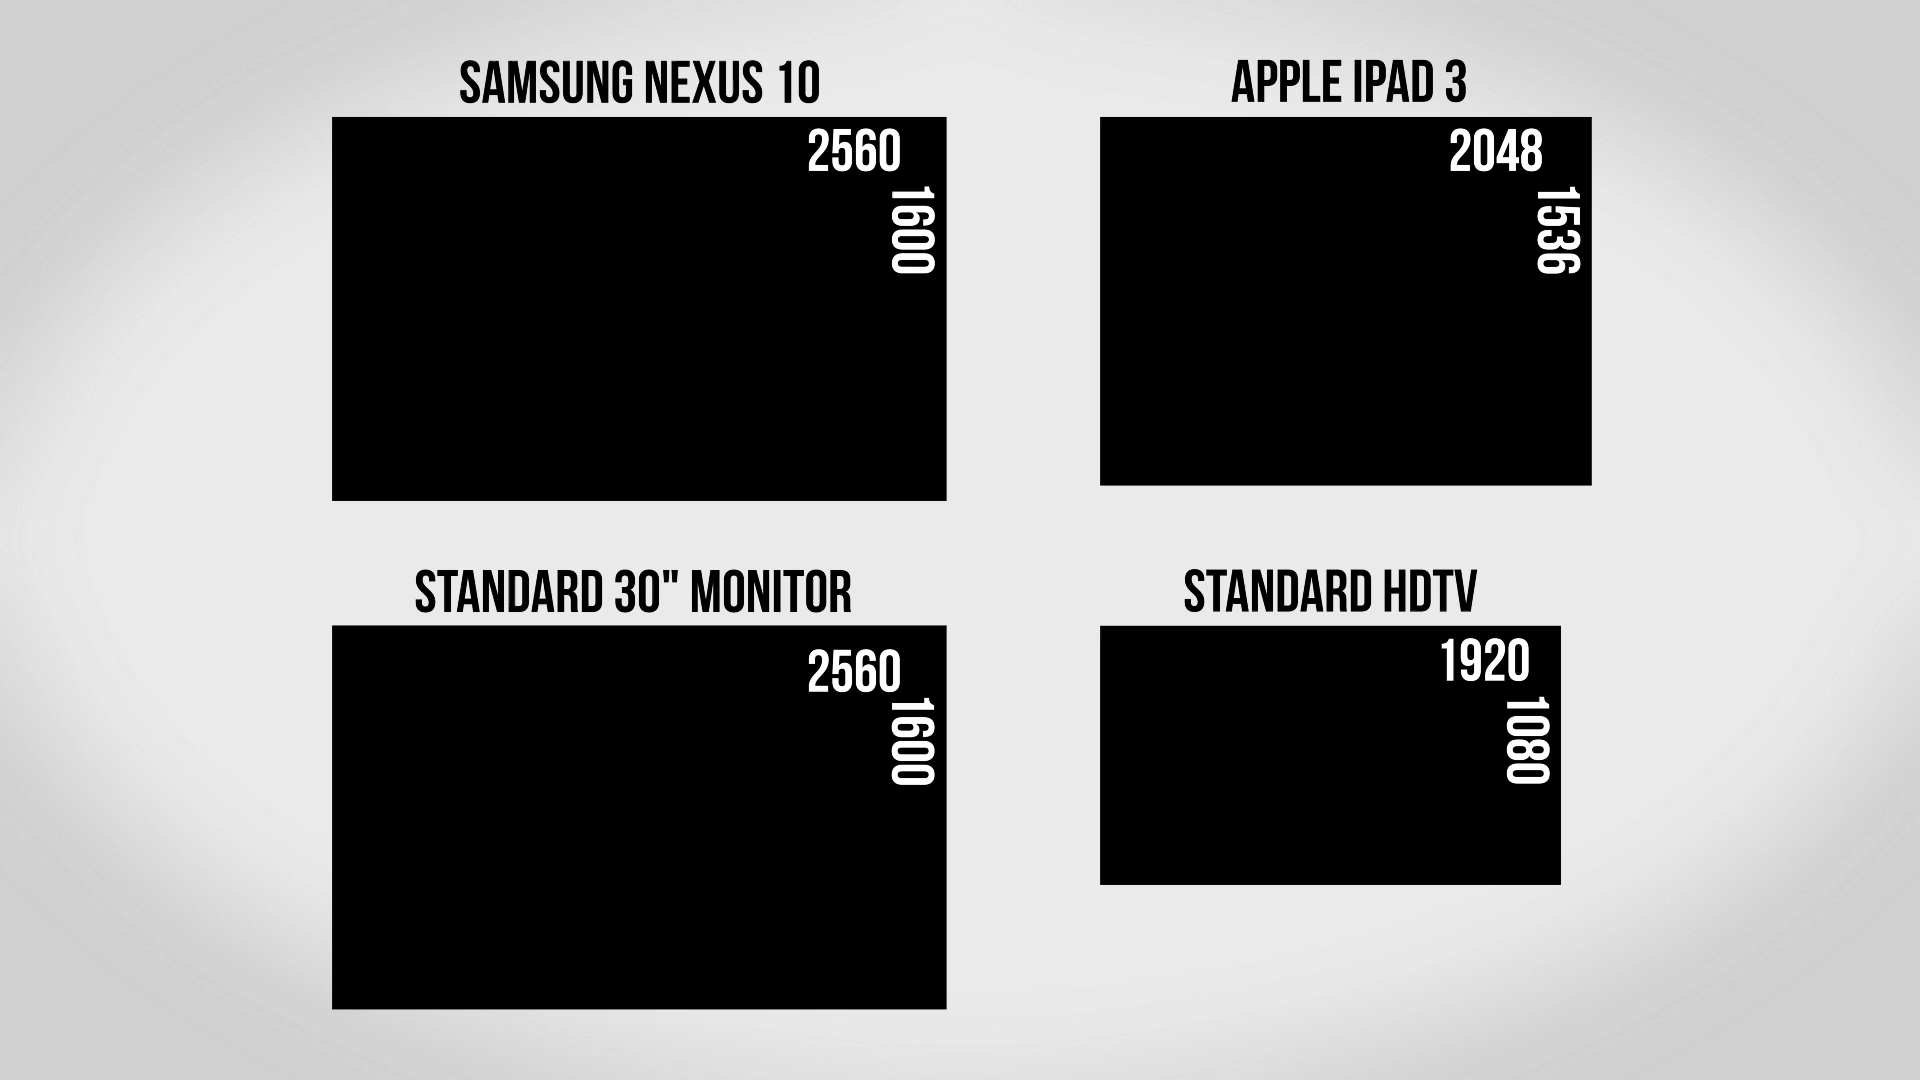 SAMSUNG NEXUS 10
2560
1600
APPLE IPAD 3
2048
1536
STANDARD 30" MONITOR
2560
1600
STANDARD HDTV
1920
1080